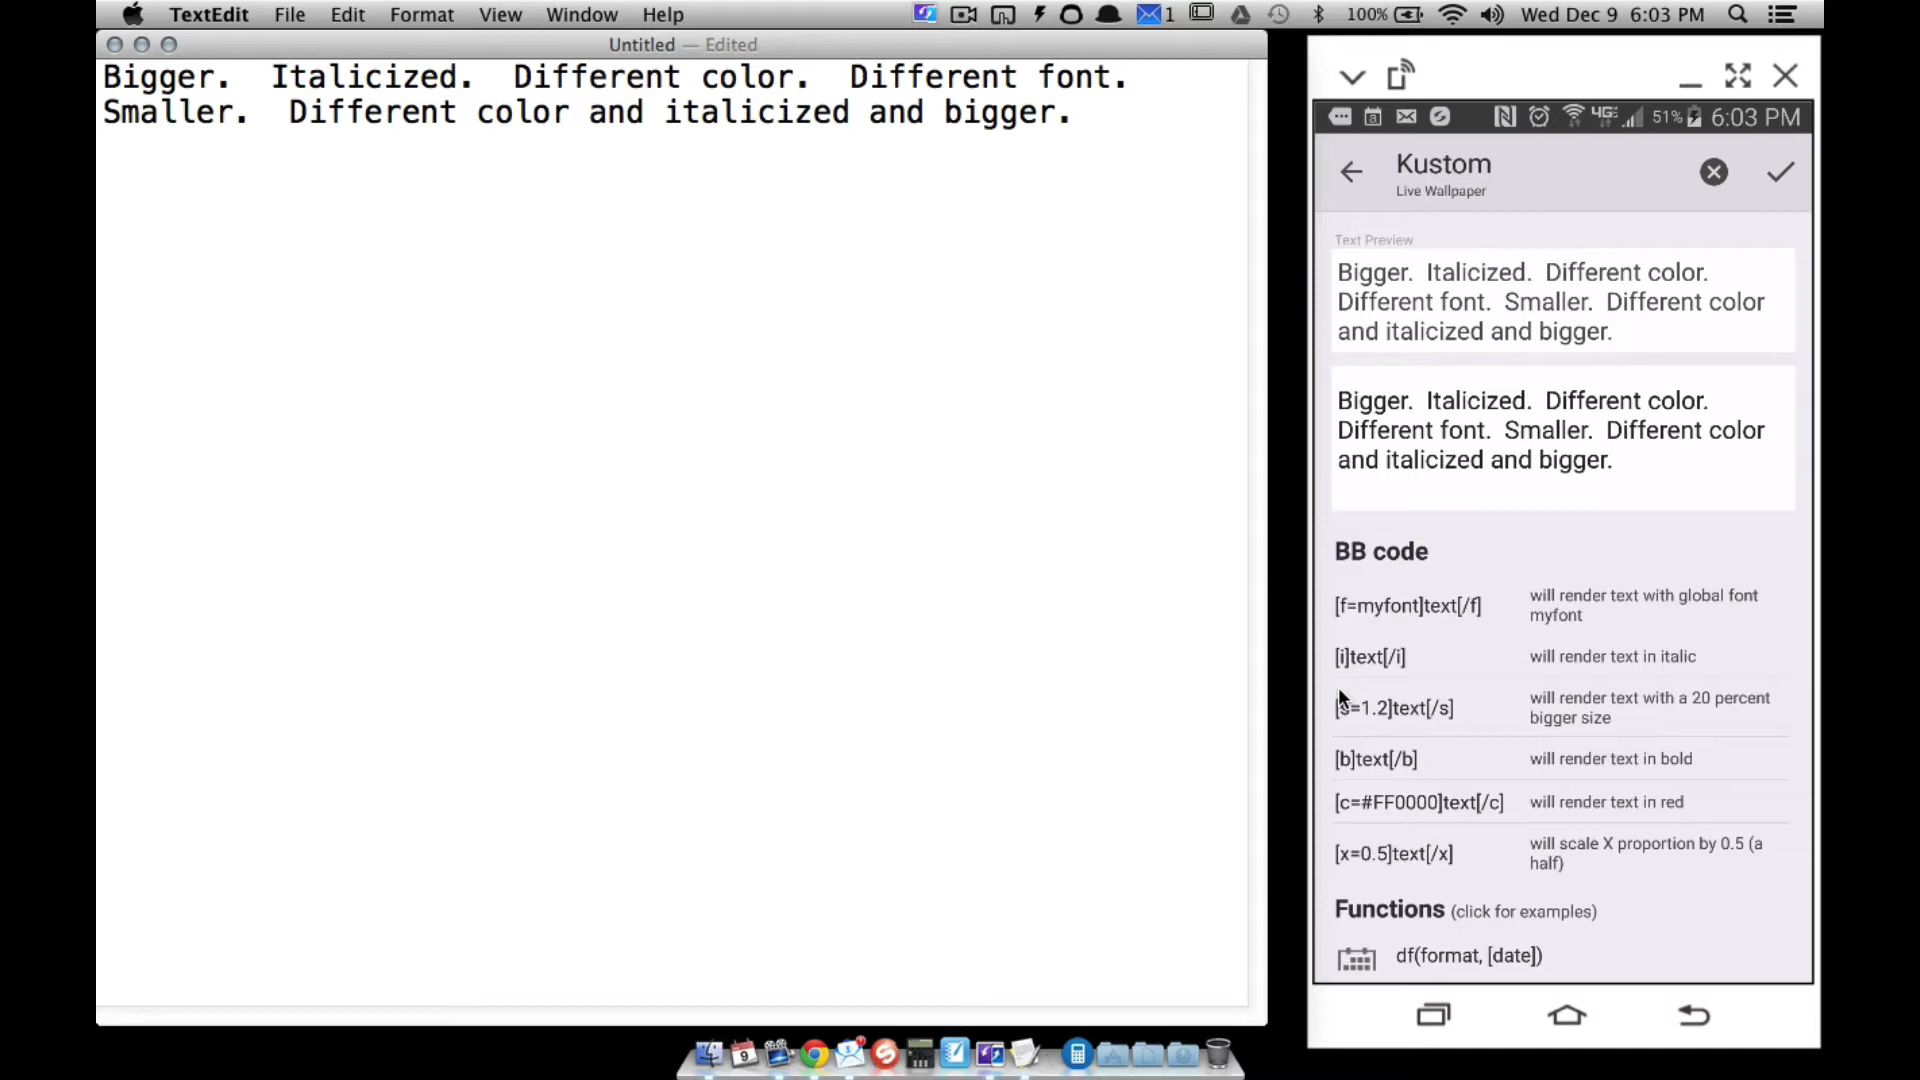 TextEdit File Edit Format View Window Help
1 100% Wed Dec 9 6:03 PM
Untitled — Edited
Bigger. Italicized. Different color. Different font.
Smaller. Different color and italicized and bigger.
4G 51% 6:03 PM
Kustom
Live Wallpaper
Text Preview
Bigger. Italicized. Different color.
Different font. Smaller. Different color
and italicized and bigger.
Bigger. Italicized. Different color.
Different font. Smaller. Different color
and italicized and bigger.
BB code
[f=myfont]text[/f] will render text with global font
myfont
[i]text[/i] will render text in italic
[s=1.2]text[/s] will render text with a 20 percent
bigger size
[b]text[/b] will render text in bold
[c=#FF0000]text[/c] will render text in red
[x=0.5]text[/x] will scale X proportion by 0.5 (a
half)
Functions (click for examples)
df(format, [date])
9